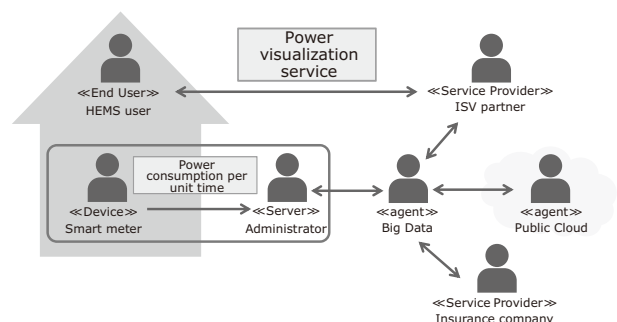 Power
visualization
service
≪End User≫
HEMS user
≪Service Provider≫
ISV partner
Power
consumption per
unit time
≪Device≫
Smart meter
≪Server≫
Administrator
≪agent≫
Big Data
≪agent≫
Public Cloud
≪Service Provider≫
Insurance company